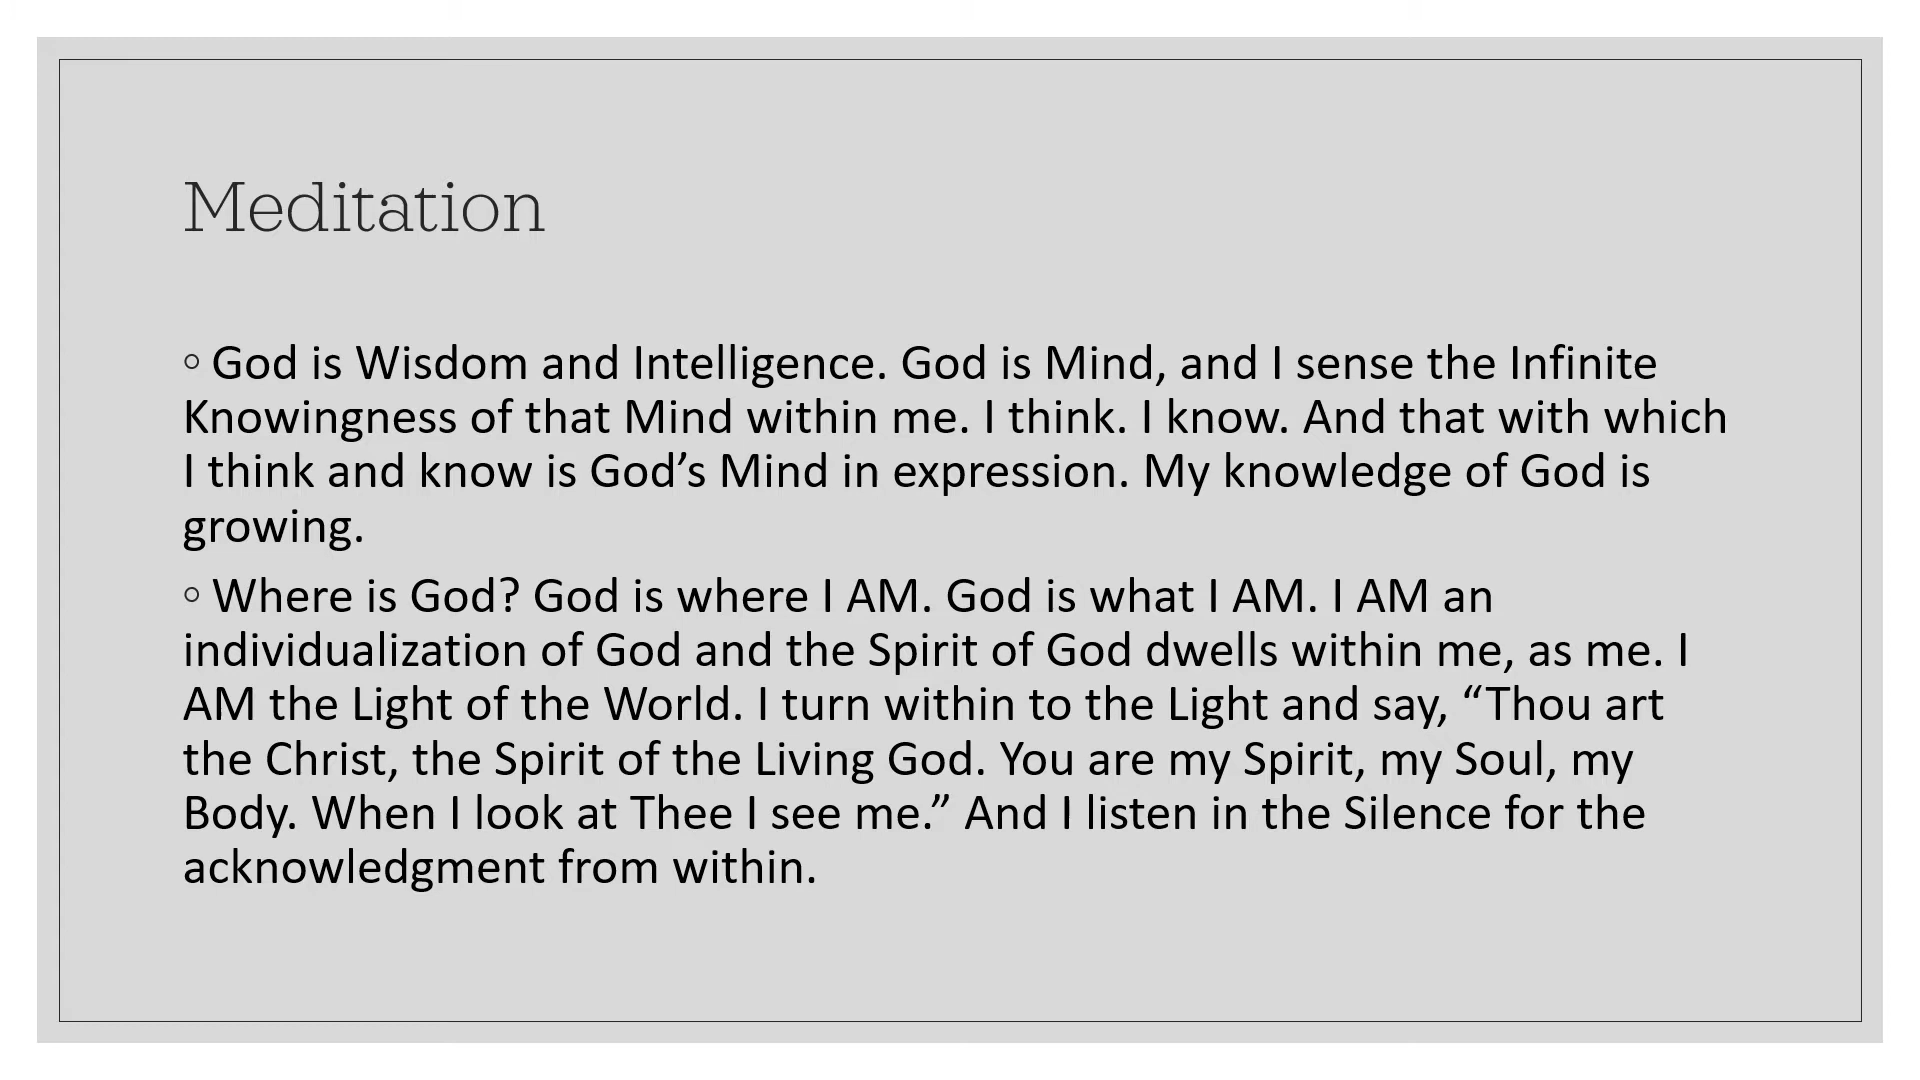 Meditation
◦ God is Wisdom and Intelligence. God is Mind, and I sense the Infinite
Knowingness of that Mind within me. I think. I know. And that with which
I think and know is God’s Mind in expression. My knowledge of God is
growing.
◦ Where is God? God is where I AM. God is what I AM. I AM an
individualization of God and the Spirit of God dwells within me, as me. I
AM the Light of the World. I turn within to the Light and say, “Thou art
the Christ, the Spirit of the Living God. You are my Spirit, my Soul, my
Body. When I look at Thee I see me.” And I listen in the Silence for the
acknowledgment from within.